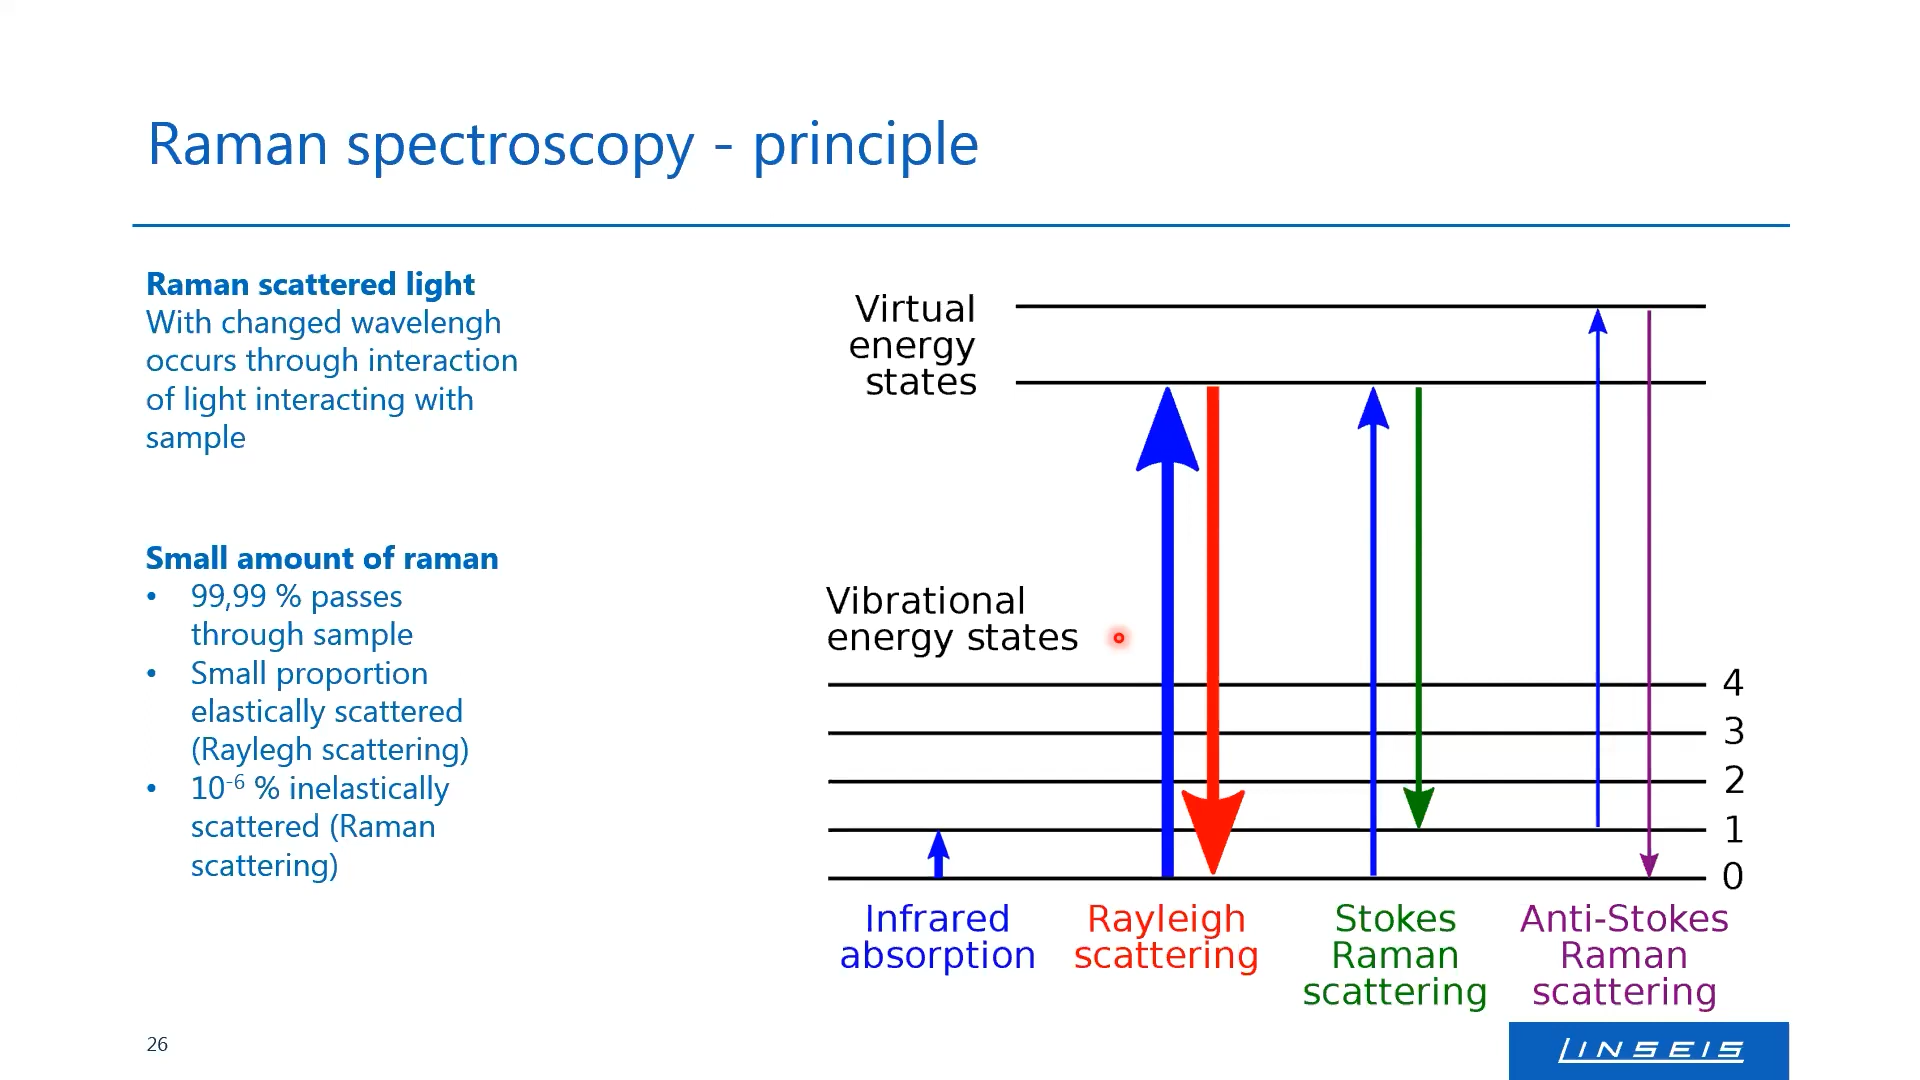 Raman spectroscopy - principle
Raman scattered light
With changed wavelengh
occurs through interaction
of light interacting with
sample
Small amount of raman
• 99,99 % passes
through sample
• Small proportion
elastically scattered
(Raylegh scattering)
• 10⁻⁶ % inelastically
scattered (Raman
scattering)
Virtual
energy
states
Vibrational
energy states
4
3
2
1
0
Infrared
absorption
Rayleigh
scattering
Stokes
Raman
scattering
Anti-Stokes
Raman
scattering
26
LINSEIS